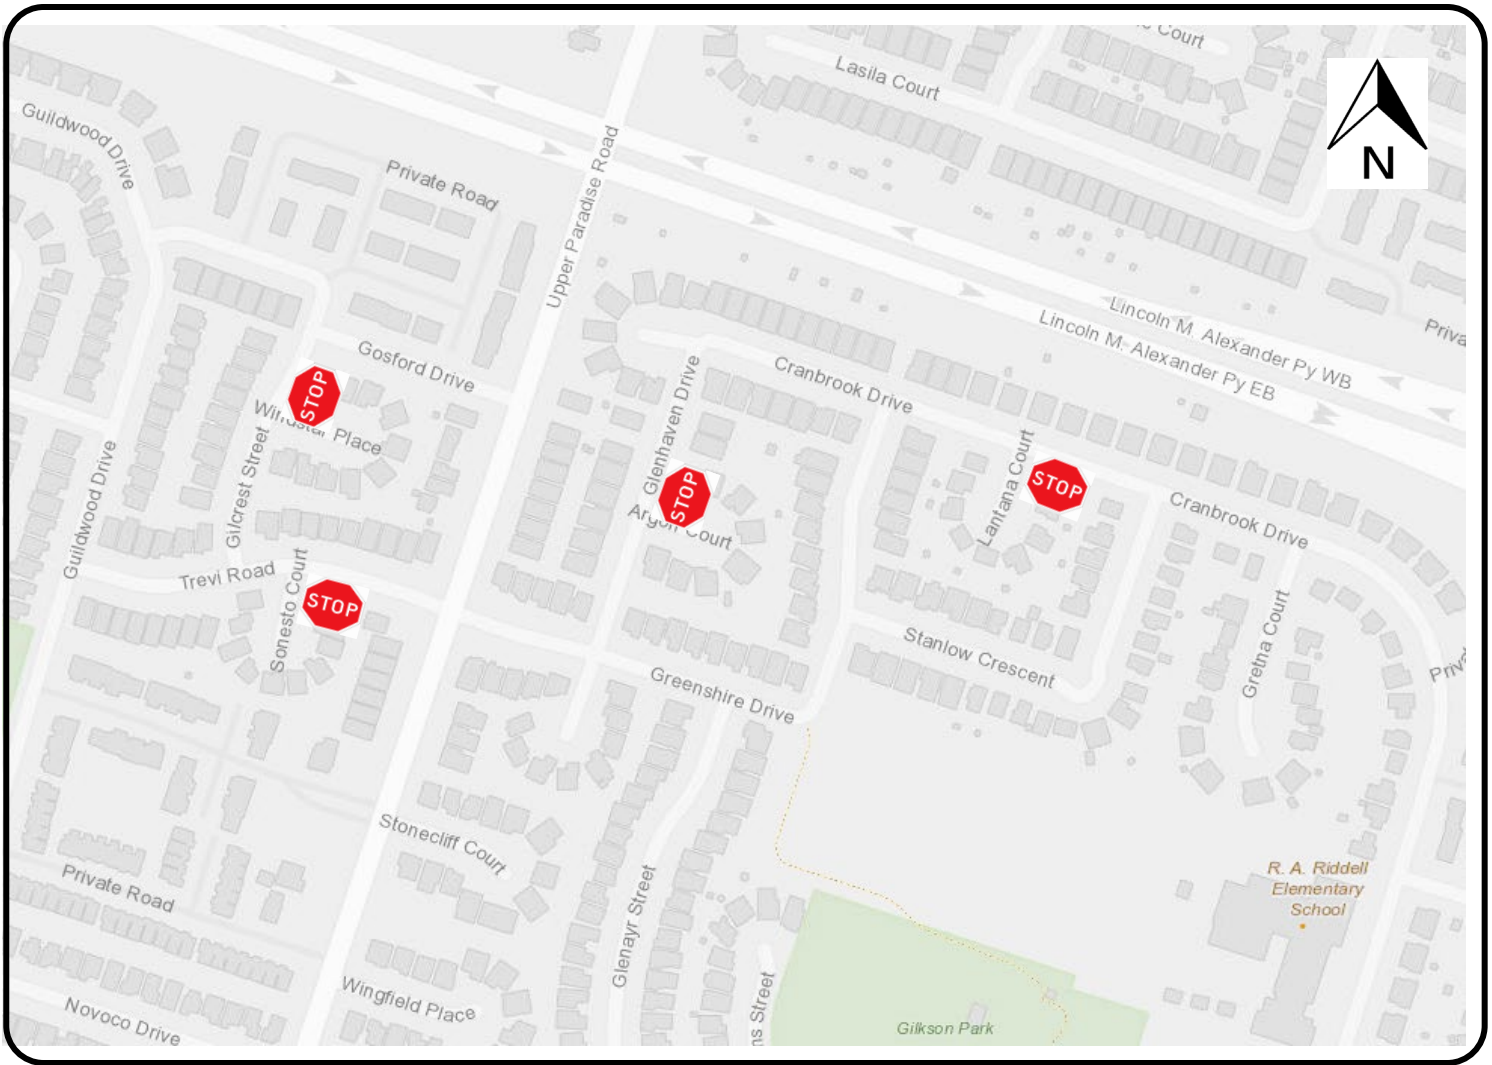 Court
Lasila Court
N
Guildwood Drive
Private Road
Upper Paradise Road
Lincoln M. Alexander Py WB
Lincoln M. Alexander Py EB
Gosford Drive
Cranbrook Drive
STOP
Windstar Place
Glenhaven Drive
STOP
Argon Court
Lantana Court
STOP
Cranbrook Drive
Guildwood Drive
Gilcrest Street
Trevi Road
Sonesto Court
STOP
Stanlow Crescent
Gretna Court
Greenshire Drive
Stonecliff Court
Private Road
Glenayr Street
R. A. Riddell
Elementary
School
Wingfield Place
Novoco Drive
Street
Gilkson Park